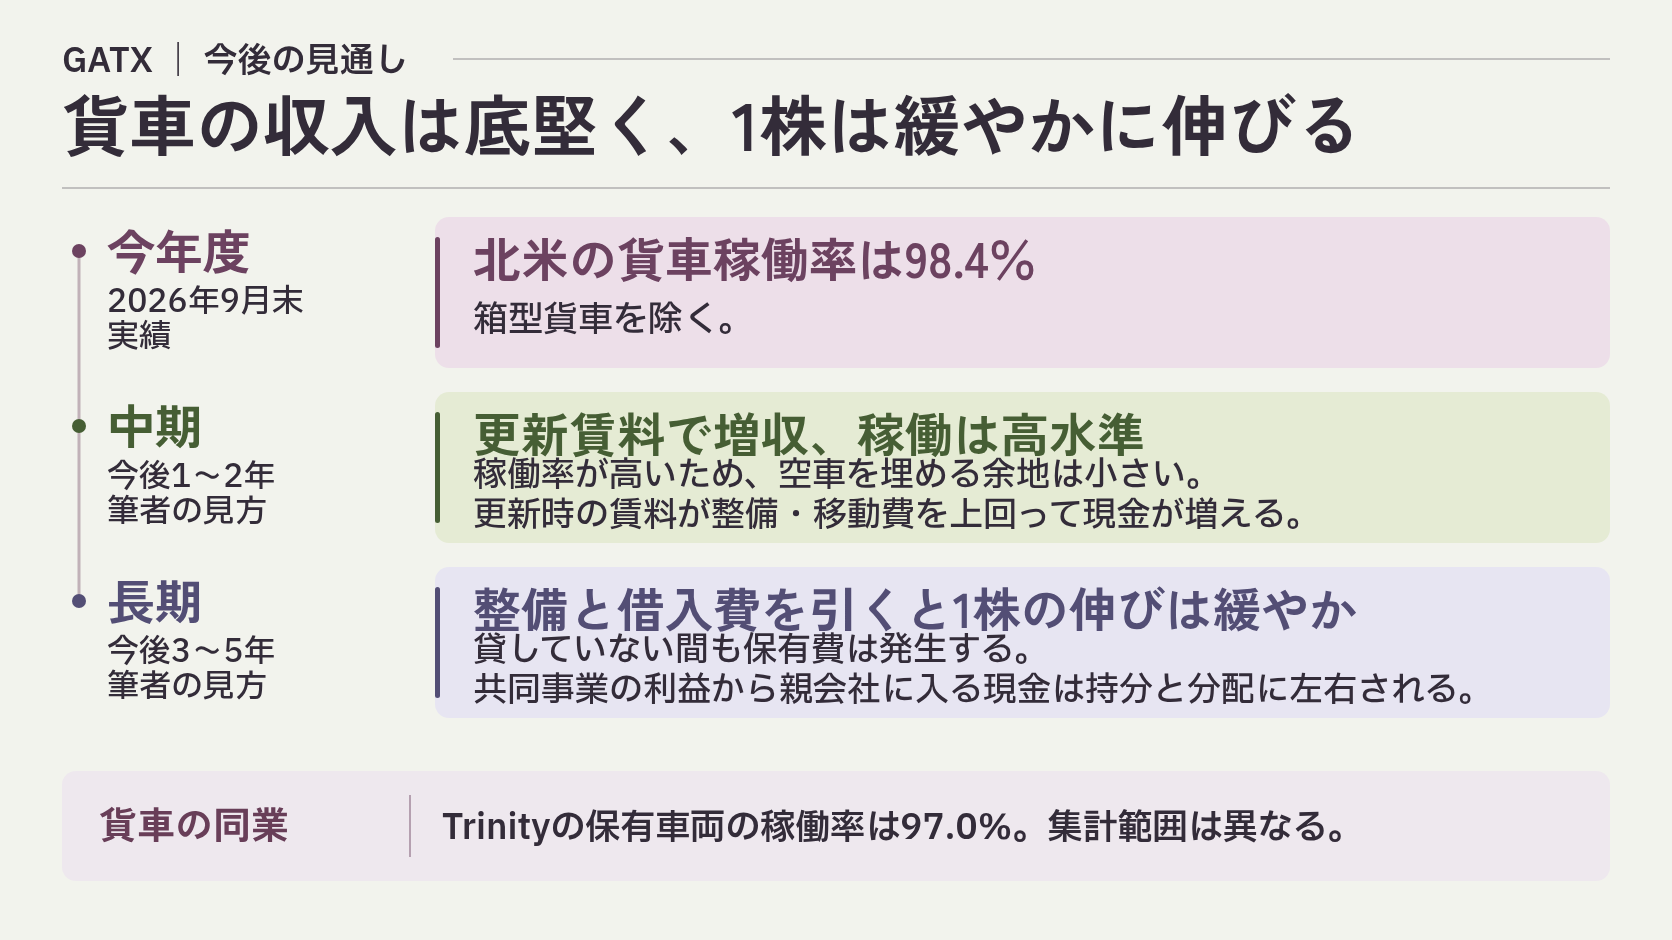 GATX｜今後の見通し
貨車の収入は底堅く、1株は緩やかに伸びる
今年度
2026年9月末
実績
北米の貨車稼働率は98.4%
箱型貨車を除く。
中期
今後1～2年
筆者の見方
更新賃料で増収、稼働は高水準
稼働率が高いため、空車を埋める余地は小さい。
更新時の賃料が整備・移動費を上回って現金が増える。
長期
今後3～5年
筆者の見方
整備と借入費を引くと1株の伸びは緩やか
貸していない間も保有費は発生する。
共同事業の利益から親会社に入る現金は持分と分配に左右される。
貨車の同業
Trinityの保有車両の稼働率は97.0%。集計範囲は異なる。